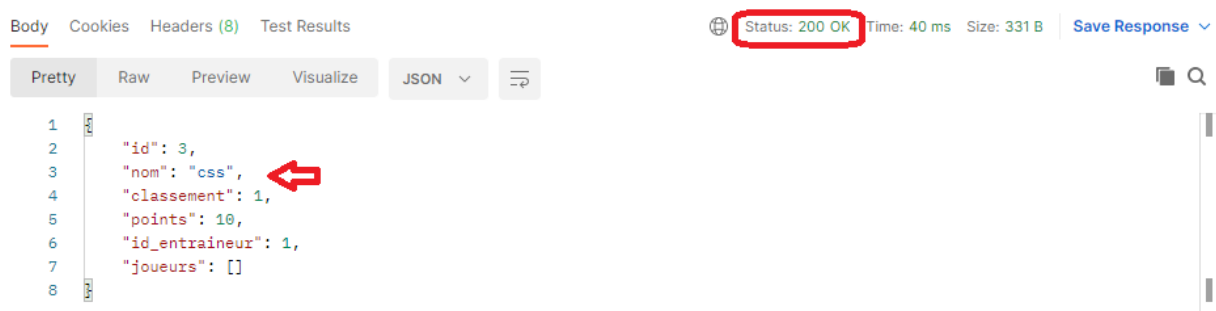 Body Cookies Headers (8) Test Results Status: 200 OK Time: 40 ms Size: 331 B Save Response
Pretty Raw Preview Visualize JSON
1 {
2 "id": 3,
3 "nom": "css",
4 "classement": 1,
5 "points": 10,
6 "id_entraineur": 1,
7 "joueurs": []
8 }